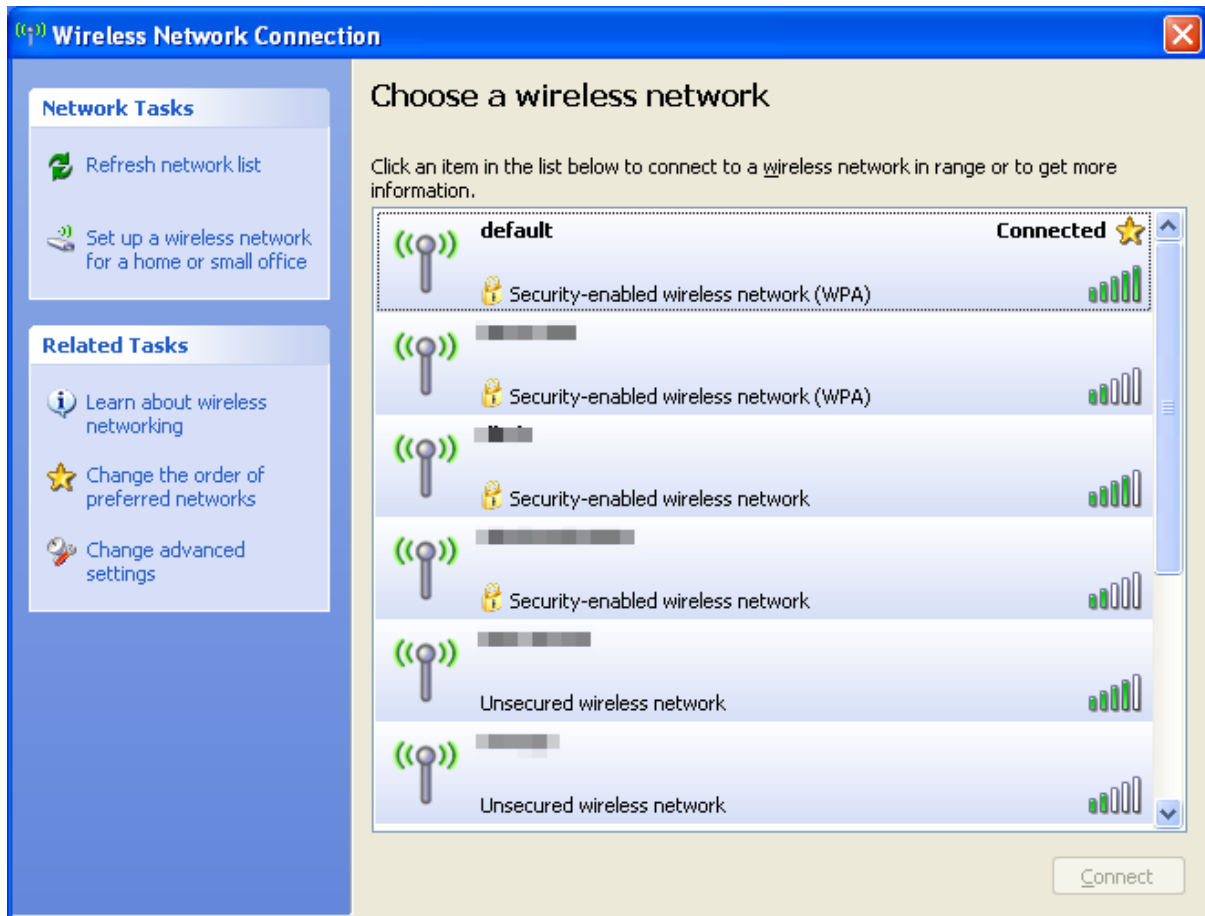 Wireless Network Connection
Network Tasks
Refresh network list
Set up a wireless network
for a home or small office
Related Tasks
Learn about wireless
networking
Change the order of
preferred networks
Change advanced
settings
Choose a wireless network
Click an item in the list below to connect to a wireless network in range or to get more
information.
default Connected
Security-enabled wireless network (WPA)
Security-enabled wireless network (WPA)
Security-enabled wireless network
Security-enabled wireless network
Unsecured wireless network
Unsecured wireless network
Connect